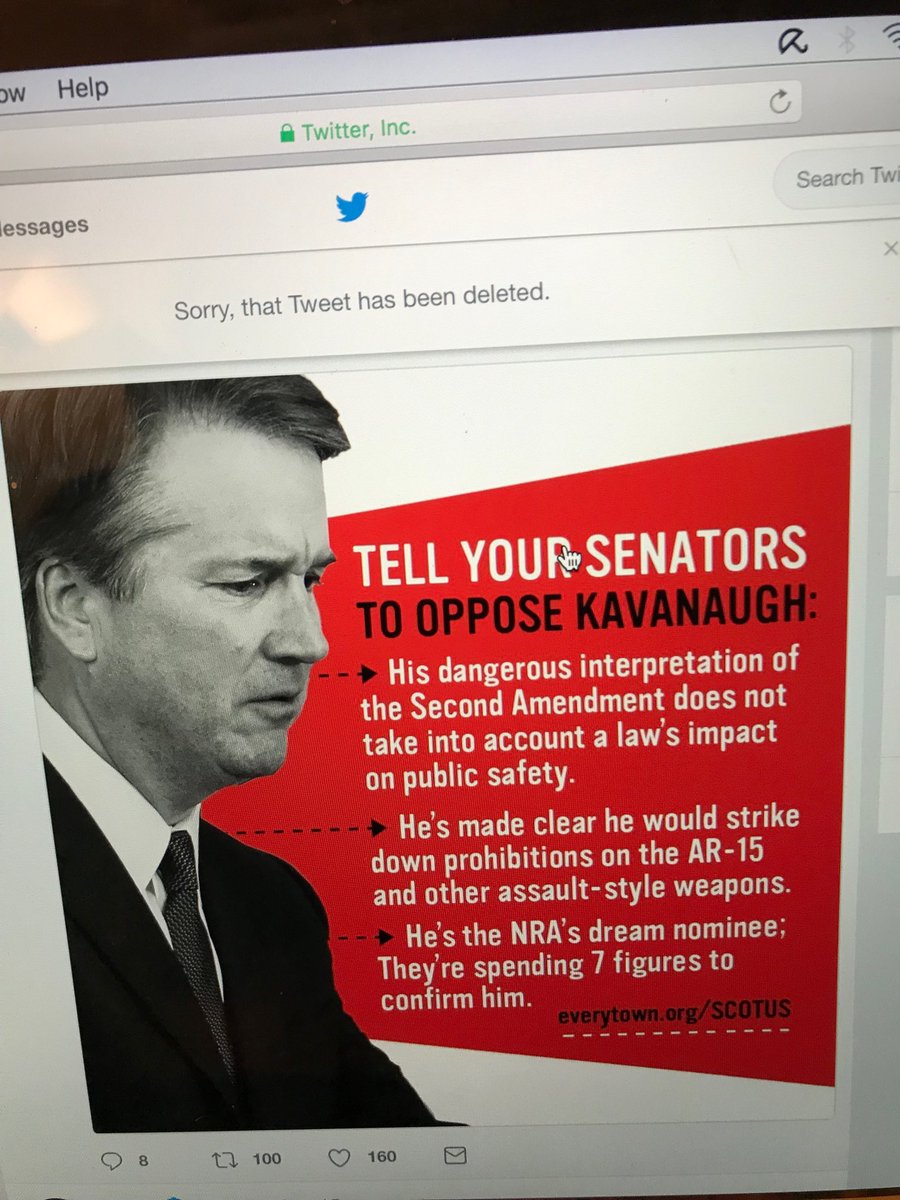 ow Help
Twitter, Inc.
essages
Search Twi
Sorry, that Tweet has been deleted.
TELL YOUR SENATORS
TO OPPOSE KAVANAUGH:
His dangerous interpretation of
the Second Amendment does not
take into account a law's impact
on public safety.
He's made clear he would strike
down prohibitions on the AR-15
and other assault-style weapons.
He's the NRA's dream nominee;
They're spending 7 figures to
confirm him.
everytown.org/SCOTUS
8 100 160